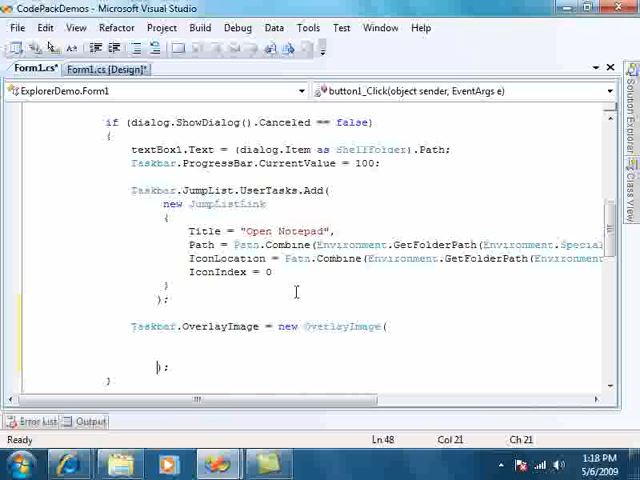 CodePackDemos - Microsoft Visual Studio
File Edit View Refactor Project Build Debug Data Tools Test Window Help
Form1.cs* Form1.cs [Design]*
ExplorerDemo.Form1 button1_Click(object sender, EventArgs e)
if (dialog.ShowDialog().Canceled == false)
{
textBox1.Text = (dialog.Item as ShellFolder).Path;
Taskbar.ProgressBar.CurrentValue = 100;
Taskbar.JumpList.UserTasks.Add(
new JumpListLink
{
Title = "Open Notepad",
Path = Path.Combine(Environment.GetFolderPath(Environment.Special
IconLocation = Path.Combine(Environment.GetFolderPath(Environment
IconIndex = 0
}
);
Taskbar.OverlayImage = new OverlayImage(
);
}
Solution Explorer
Class View
Error List Output
Ready Ln 48 Col 21 Ch 21
1:18 PM
5/6/2009